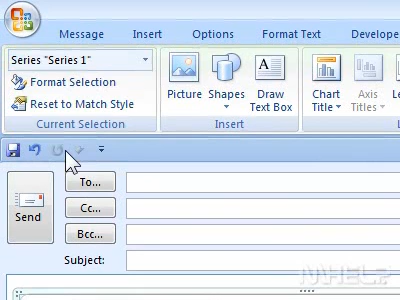 Message Insert Options Format Text Develope
Series "Series 1"
Format Selection
Reset to Match Style
Current Selection
Picture Shapes Draw Text Box
Insert
Chart Title Axis Titles L
Send
To...
Cc...
Bcc...
Subject:
MHELP